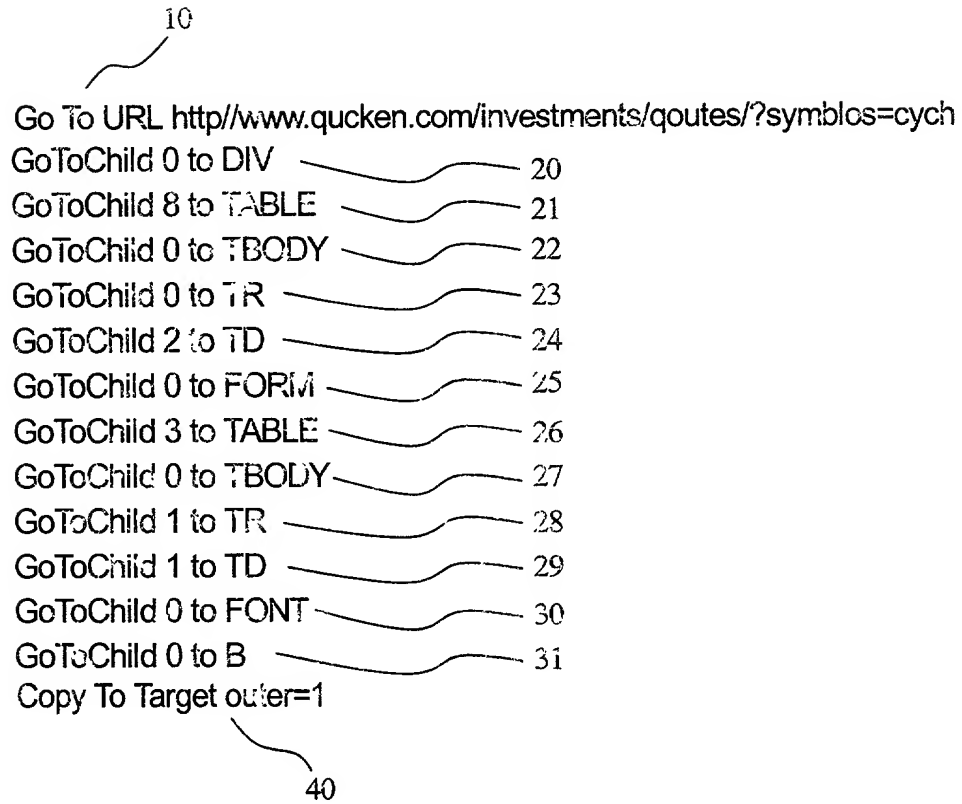 10
Go To URL http//www.qucken.com/investments/qoutes/?symblos=cych
GoToChild 0 to DIV 20
GoToChild 8 to TABLE 21
GoToChild 0 to TBODY 22
GoToChild 0 to TR 23
GoToChild 2 to TD 24
GoToChild 0 to FORM 25
GoToChild 3 to TABLE 26
GoToChild 0 to TBODY 27
GoToChild 1 to TR 28
GoToChild 1 to TD 29
GoToChild 0 to FONT 30
GoToChild 0 to B 31
Copy To Target outer=1
40